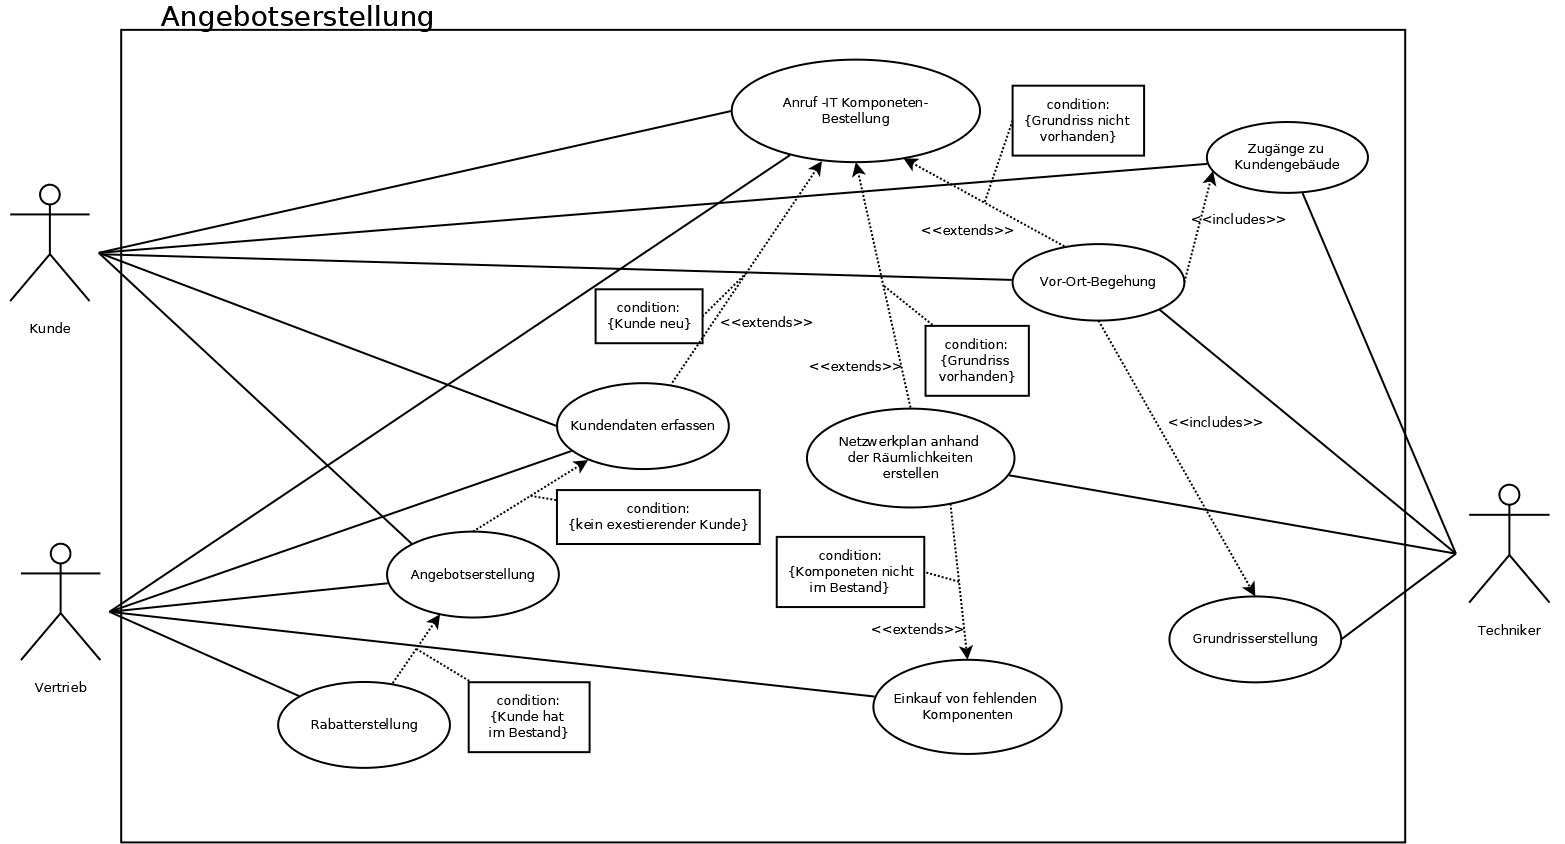 Angebotserstellung
Anruf -IT Komponeten-
Bestellung
condition:
{Grundriss nicht
vorhanden}
Zugänge zu
Kundengebäude
<<includes>>
<<extends>>
Vor-Ort-Begehung
Kunde
condition:
{Kunde neu}
<<extends>>
condition:
{Grundriss
vorhanden}
<<extends>>
Kundendaten erfassen
<<includes>>
Netzwerkplan anhand
der Räumlichkeiten
erstellen
condition:
{kein exestierender Kunde}
Angebotserstellung
condition:
{Komponeten nicht
im Bestand}
<<extends>>
Vertrieb
Techniker
Grundrisserstellung
Rabatterstellung
condition:
{Kunde hat
im Bestand}
Einkauf von fehlenden
Komponenten